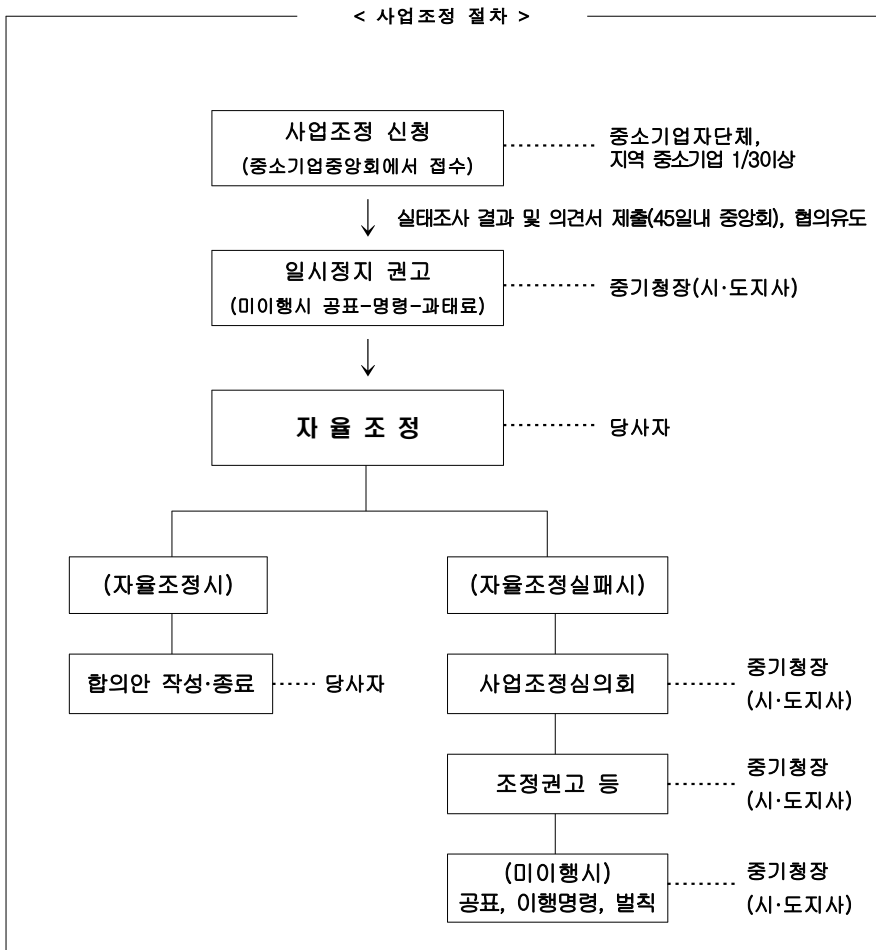 < 사업조정 절차 >
사업조정 신청
(중소기업중앙회에서 접수)
중소기업자단체,
지역 중소기업 1/3이상
실태조사 결과 및 의견서 제출(45일내 중앙회), 협의유도
일시정지 권고
(미이행시 공표-명령-과태료)
중기청장(시·도지사)
자 율 조 정
당사자
(자율조정시)
(자율조정실패시)
합의안 작성·종료
당사자
사업조정심의회
중기청장
(시·도지사)
조정권고 등
중기청장
(시·도지사)
(미이행시)
공표, 이행명령, 벌칙
중기청장
(시·도지사)